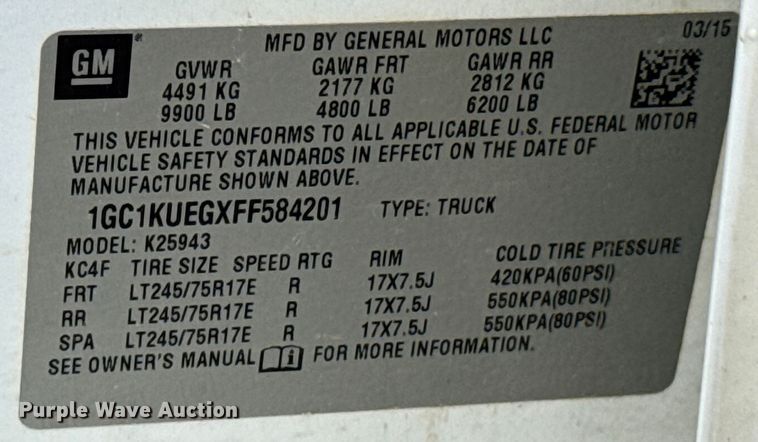 GM
MFD BY GENERAL MOTORS LLC 03/15
GVWR GAWR FRT GAWR RR
4491 KG 2177 KG 2812 KG
9900 LB 4800 LB 6200 LB
THIS VEHICLE CONFORMS TO ALL APPLICABLE U.S. FEDERAL MOTOR
VEHICLE SAFETY STANDARDS IN EFFECT ON THE DATE OF
MANUFACTURE SHOWN ABOVE.
1GC1KUEGXFF584201 TYPE: TRUCK
MODEL: K25943
KC4F TIRE SIZE SPEED RTG RIM COLD TIRE PRESSURE
FRT LT245/75R17E R 17X7.5J 420KPA(60PSI)
RR LT245/75R17E R 17X7.5J 550KPA(80PSI)
SPA LT245/75R17E R 17X7.5J 550KPA(80PSI)
SEE OWNER'S MANUAL FOR MORE INFORMATION.
Purple Wave Auction